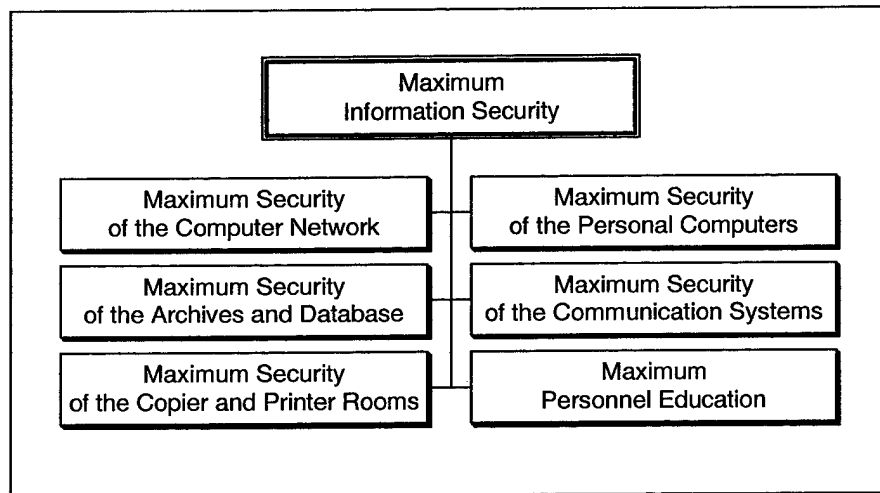 Maximum
Information Security
Maximum Security
of the Computer Network
Maximum Security
of the Personal Computers
Maximum Security
of the Archives and Database
Maximum Security
of the Communication Systems
Maximum Security
of the Copier and Printer Rooms
Maximum
Personnel Education